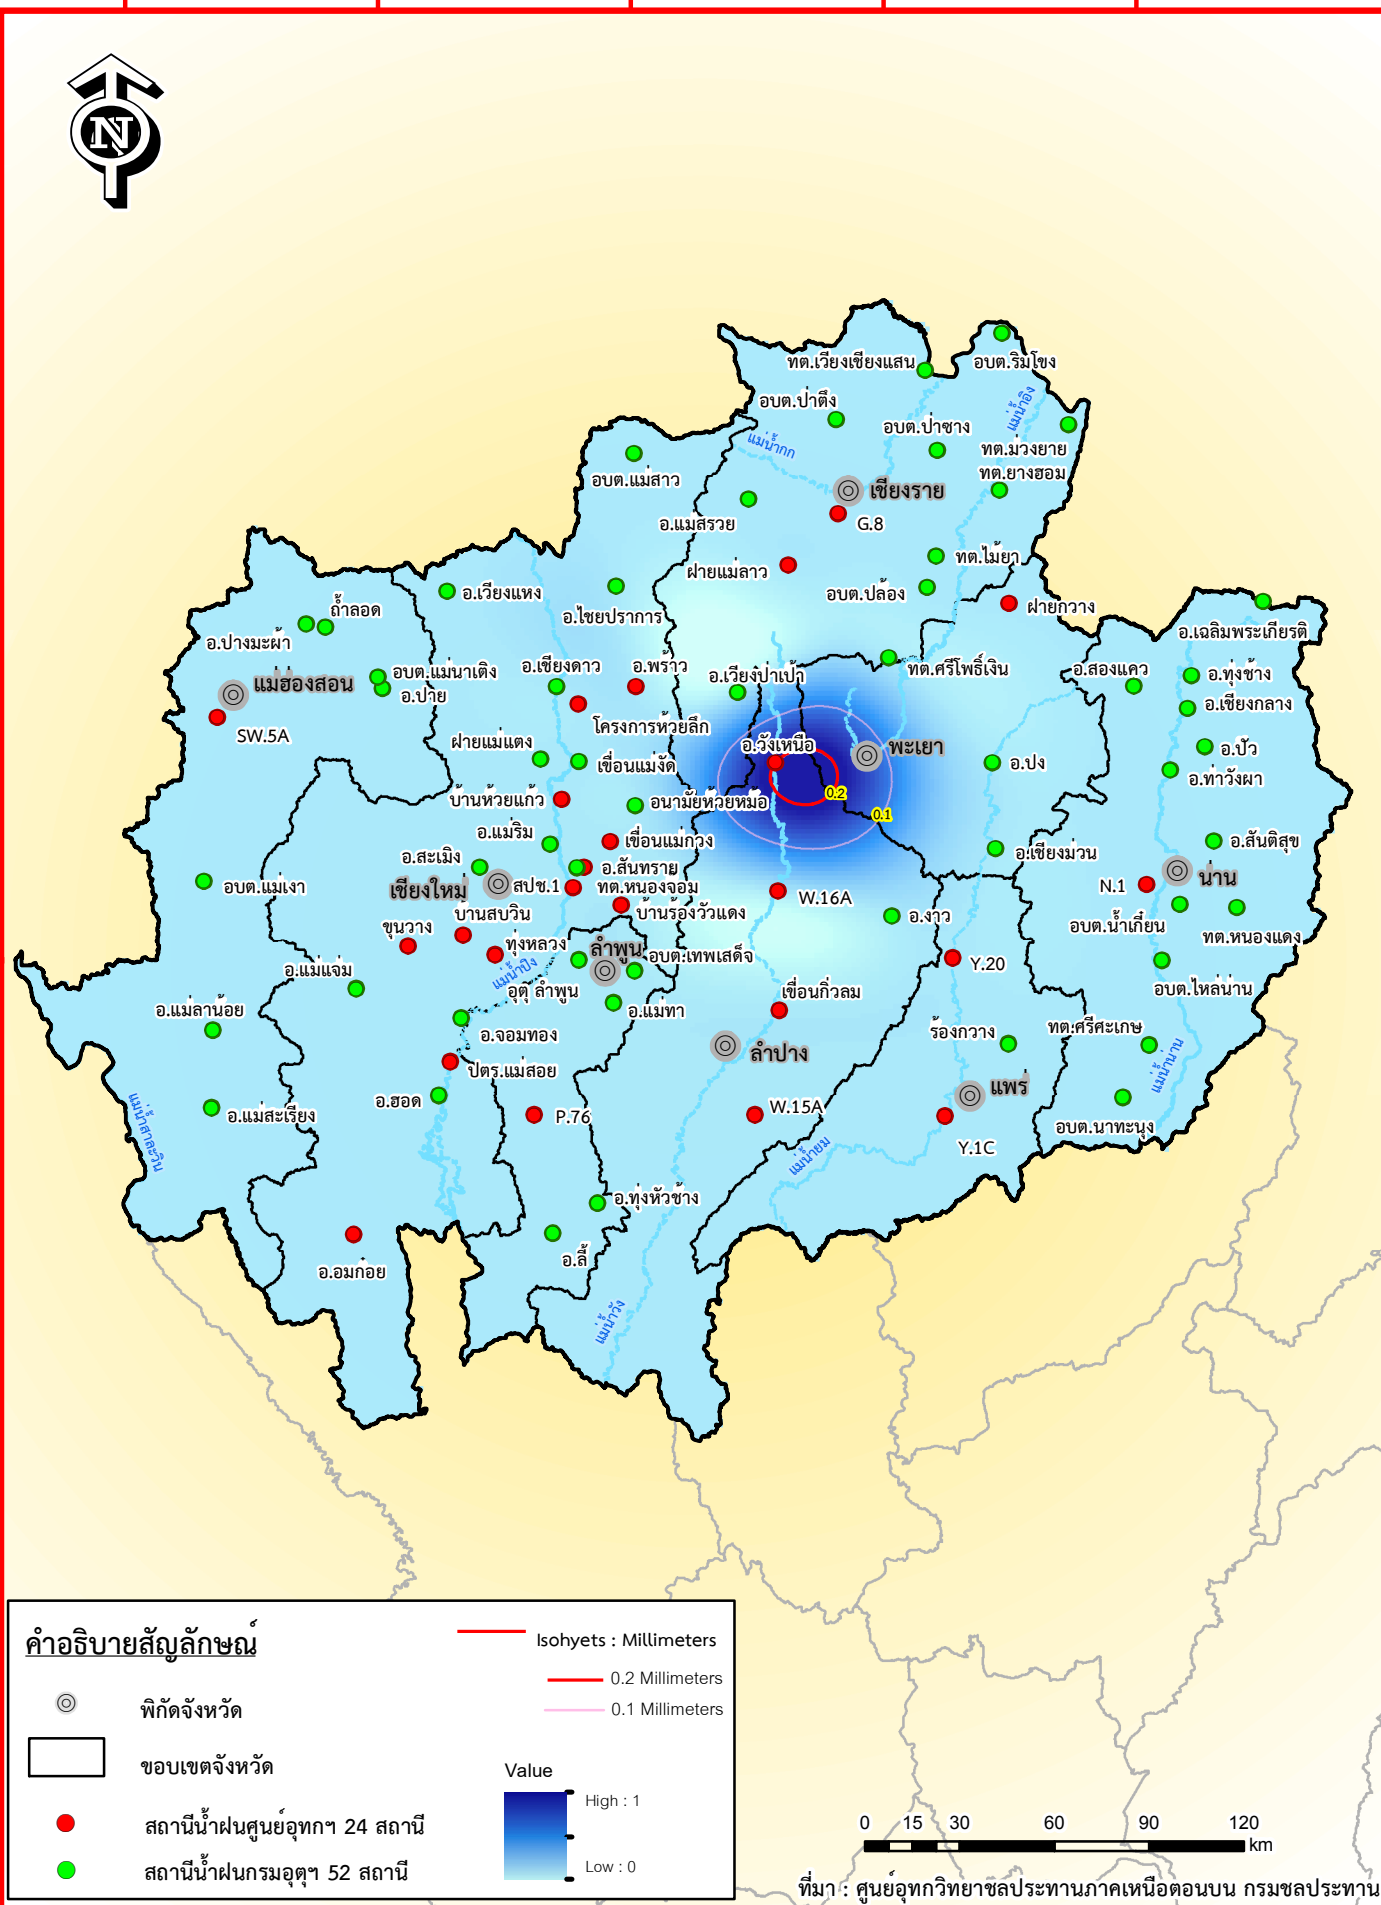 N
ทต.เวียงเชียงแสน
อบต.ริมโขง
อบต.ป่าตึง
แม่น้ำอิง
อบต.ป่าซาง
แม่น้ำกก
ทต.ม่วงยาย
อบต.แม่สาว
ทต.ยางฮอม
เชียงราย
อ.แม่สรวย
G.8
ทต.ไม้ยา
ฝายแม่ลาว
อ.เวียงแหง
อบต.ปล้อง
ฝายกวาง
ถ้ำลอด
อ.ไชยปราการ
อ.เฉลิมพระเกียรติ
อ.ปางมะผ้า
อ.เชียงดาว
อ.พร้าว
ทต.ศรีโพธิ์เงิน
อ.สองแคว
อบต.แม่นาเติง
อ.เวียงป่าเป้า
อ.ทุ่งช้าง
แม่ฮ่องสอน
อ.ปาย
อ.เชียงกลาง
โครงการห้วยลึก
SW.5A
ฝายแม่แตง
อ.วังเหนือ
พะเยา
อ.ปัว
เขื่อนแม่งัด
อ.ปง
อ.ท่าวังผา
บ้านห้วยแก้ว
อนามัยห้วยหม้อ
0.2
0.1
อ.แม่ริม
เขื่อนแม่กวง
อ.สันติสุข
อ.เชียงม่วน
อ.สะเมิง
อ.สันทราย
น่าน
อบต.แม่เงา
เชียงใหม่
สปช.1
ทต.หนองจอม
N.1
W.16A
บ้านสบวิน
บ้านร้องวัวแดง
อ.งาว
ขุนวาง
อบต.น้ำเกี๋ยน
ทต.หนองแดง
ทุ่งหลวง
ลำพูน
อบต.เทพเสด็จ
Y.20
อ.แม่แจ่ม
แม่น้ำปิง
อบต.ไหล่น่าน
อุตุ ลำพูน
เขื่อนกิ่วลม
อ.แม่ลาน้อย
อ.แม่ทา
อ.จอมทอง
ร้องกวาง
ทต.ศรีศะเกษ
ลำปาง
ปตร.แม่สอย
แม่น้ำน่าน
แพร่
อ.ฮอด
W.15A
อ.แม่สะเรียง
P.76
อบต.นาทะนุง
แม่น้ำสาละวิน
Y.1C
แม่น้ำยม
อ.ทุ่งหัวช้าง
อ.ลี้
อ.อมก๋อย
แม่น้ำวัง
คำอธิบายสัญลักษณ์
Isohyets : Millimeters
0.2 Millimeters
0.1 Millimeters
พิกัดจังหวัด
ขอบเขตจังหวัด
Value
High : 1
Low : 0
สถานีน้ำฝนศูนย์อุทกฯ 24 สถานี
สถานีน้ำฝนกรมอุตุฯ 52 สถานี
0 15 30 60 90 120
km
ที่มา : ศูนย์อุทกวิทยาชลประทานภาคเหนือตอนบน กรมชลประทาน